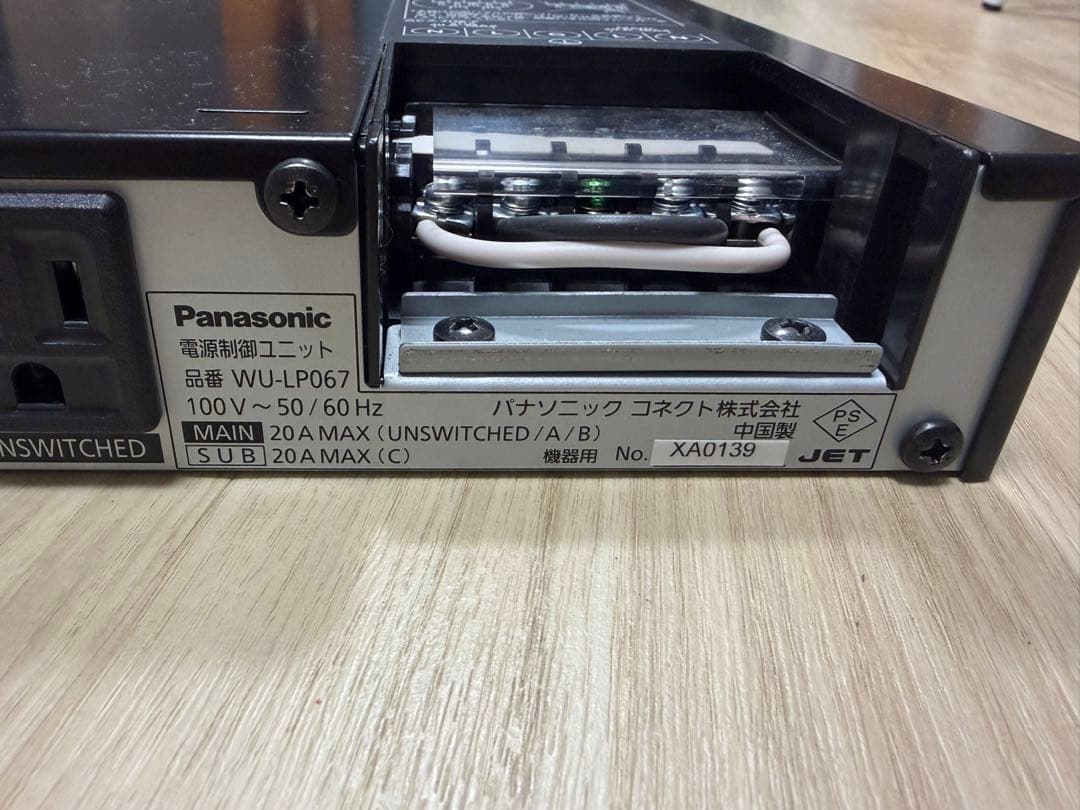 Panasonic
電源制御ユニット
品番 WU-LP067
100V～50/60Hz
パナソニック コネクト株式会社
MAIN 20A MAX (UNSWITCHED/A/B)
中国製
PS
E
NSWITCHED
SUB 20A MAX (C)
機器用 No. XA0139
JET